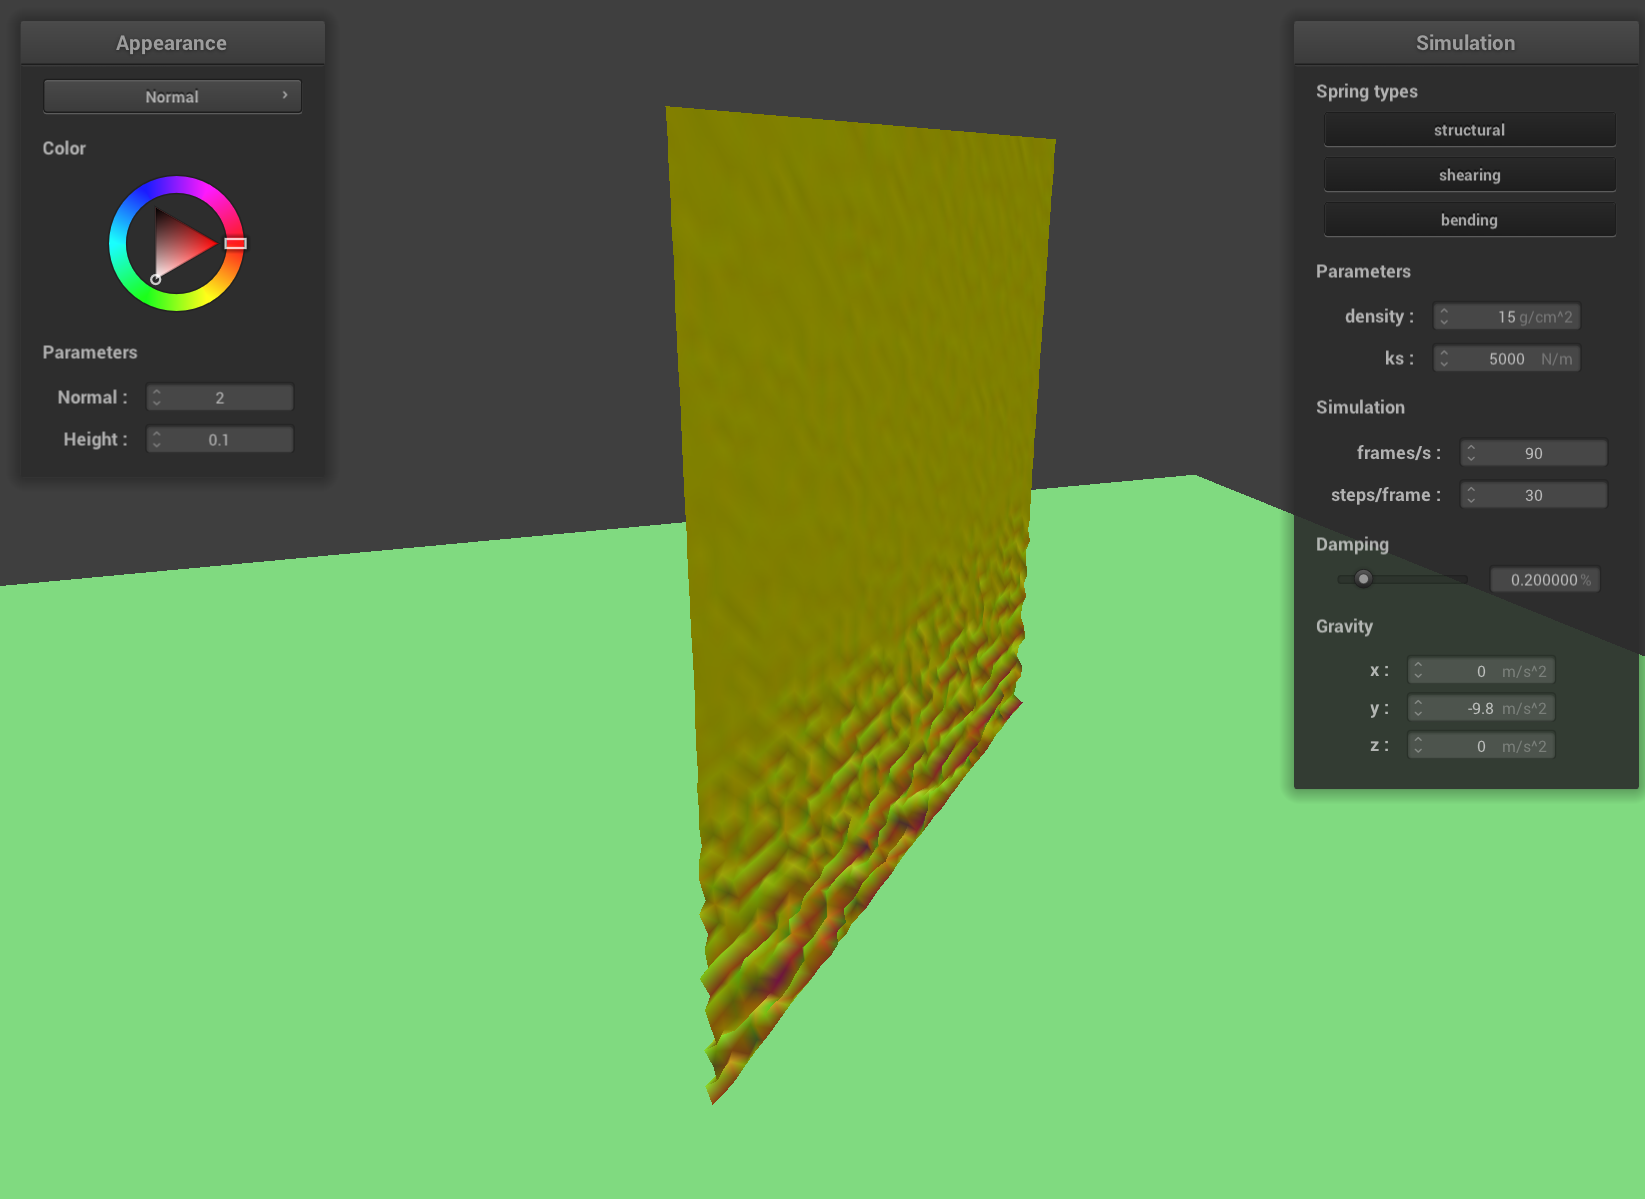 Appearance
Normal
Color
Parameters
Normal : 2
Height : 0.1
Simulation
Spring types
structural
shearing
bending
Parameters
density : 15 g/cm^2
ks : 5000 N/m
Simulation
frames/s : 90
steps/frame : 30
Damping
0.200000 %
Gravity
x : 0 m/s^2
y : -9.8 m/s^2
z : 0 m/s^2